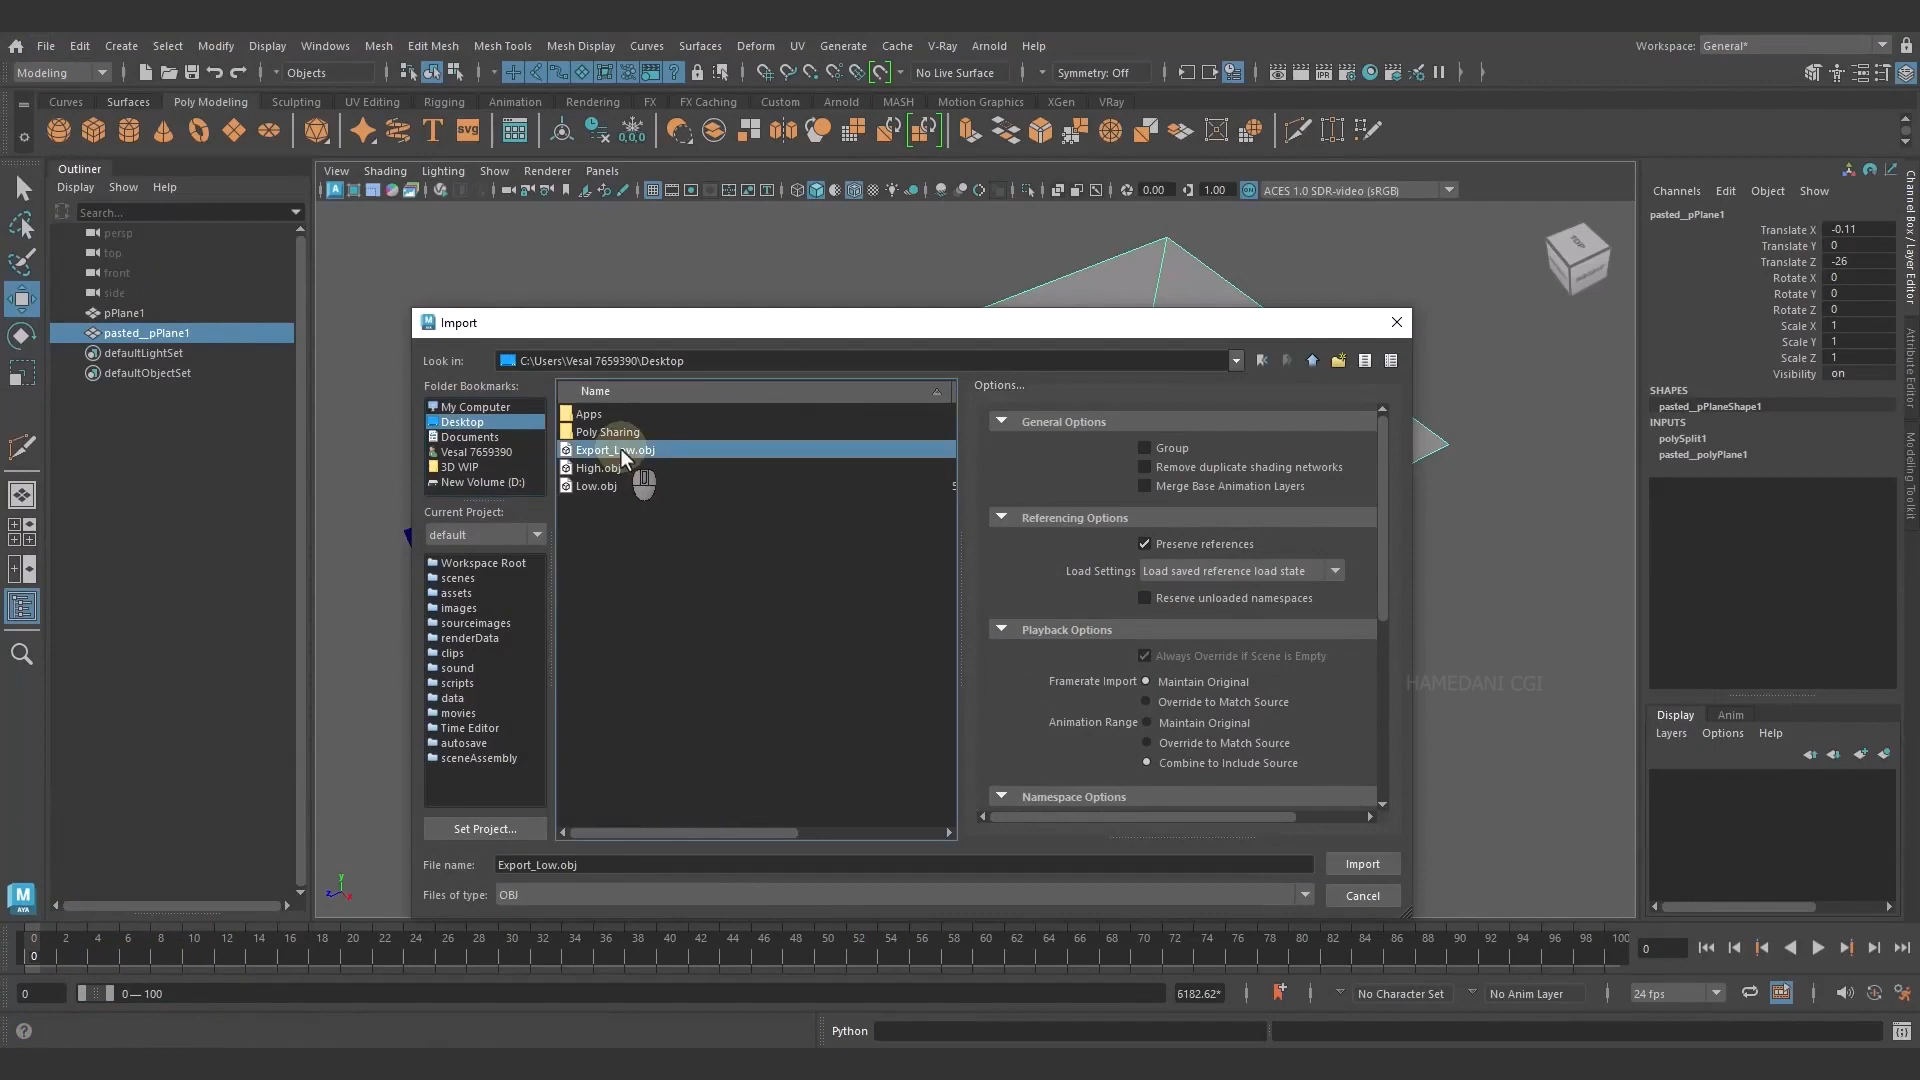 File Edit Create Select Modify Display Windows Mesh Edit Mesh Mesh Tools Mesh Display Curves Surfaces Deform UV Generate Cache V-Ray Arnold Help
Workspace: General*
Modeling Objects No Live Surface Symmetry: Off
Curves Surfaces Poly Modeling Sculpting UV Editing Rigging Animation Rendering FX FX Caching Custom Arnold MASH Motion Graphics XGen VRay
Outliner
Display Show Help
Search...
persp
top
front
side
pPlane1
pasted__pPlane1
defaultLightSet
defaultObjectSet
View Shading Lighting Show Renderer Panels
0.00 1.00 ACES 1.0 SDR-video (sRGB)
TOP
Import
Look in: C:\Users\Vesal 7659390\Desktop
Folder Bookmarks:
My Computer
Desktop
Documents
Vesal 7659390
3D WIP
New Volume (D:)
Current Project:
default
Workspace Root
scenes
assets
images
sourceimages
renderData
clips
sound
scripts
data
movies
Time Editor
autosave
sceneAssembly
Set Project...
Name
Apps
Poly Sharing
Export_Low.obj
High.obj
Low.obj
Options...
General Options
Group
Remove duplicate shading networks
Merge Base Animation Layers
Referencing Options
Preserve references
Load Settings Load saved reference load state
Reserve unloaded namespaces
Playback Options
Always Override if Scene is Empty
Framerate Import Maintain Original
Override to Match Source
Animation Range Maintain Original
Override to Match Source
Combine to Include Source
Namespace Options
File name: Export_Low.obj
Import
Files of type: OBJ
Cancel
HAMEDANI CGI
Channels Edit Object Show
pasted__pPlane1
Translate X -0.11
Translate Y 0
Translate Z -26
Rotate X 0
Rotate Y 0
Rotate Z 0
Scale X 1
Scale Y 1
Scale Z 1
Visibility on
SHAPES
pasted__pPlaneShape1
INPUTS
polySplit1
pasted__polyPlane1
Display Anim
Layers Options Help
Channel Box / Layer Editor
Attribute Editor
Modeling Toolkit
0 2 4 6 8 10 12 14 16 18 20 22 24 26 28 30 32 34 36 38 40 42 44 46 48 50 52 54 56 58 60 62 64 66 68 70 72 74 76 78 80 82 84 86 88 90 92 94 96 98 100
0
0
0 0— 100 6182.62* No Character Set No Anim Layer 24 fps
Python